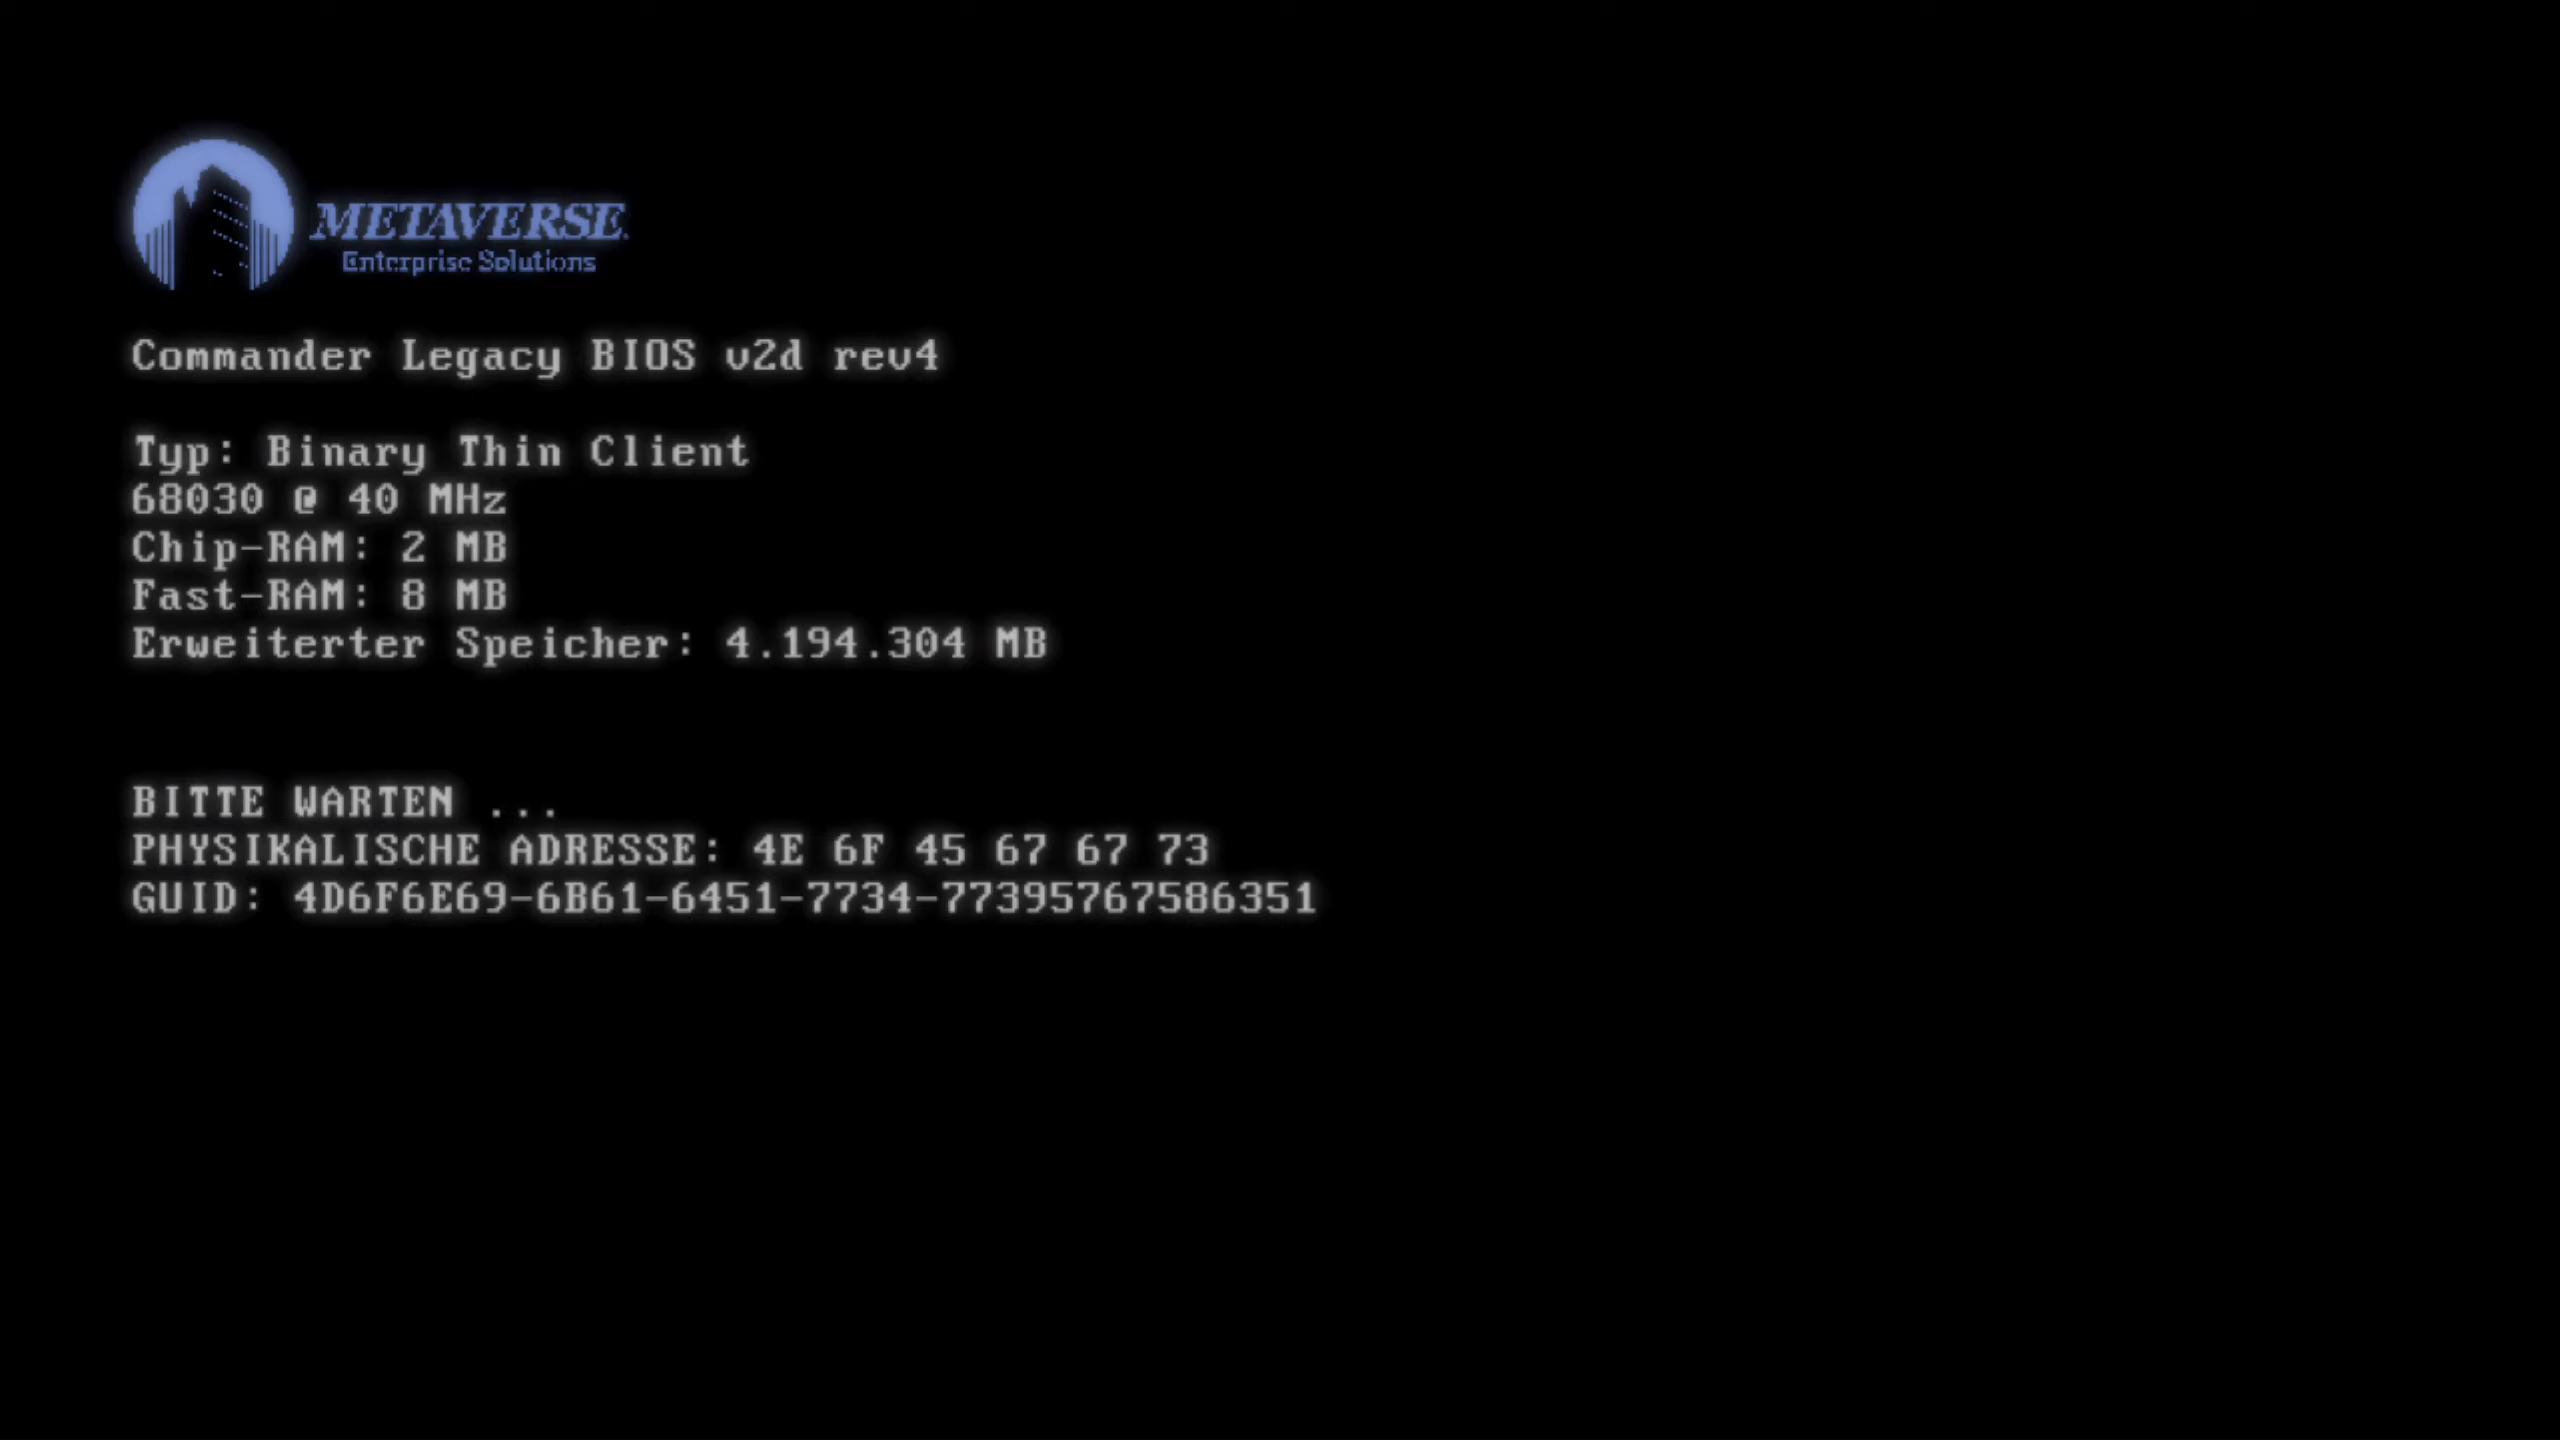 METAVERSE.
Enterprise Solutions
Commander Legacy BIOS v2d rev4
Typ: Binary Thin Client
68030 @ 40 MHz
Chip-RAM: 2 MB
Fast-RAM: 8 MB
Erweiterter Speicher: 4.194.304 MB
BITTE WARTEN ...
PHYSIKALISCHE ADRESSE: 4E 6F 45 67 67 73
GUID: 4D6F6E69-6B61-6451-7734-773957675​86351